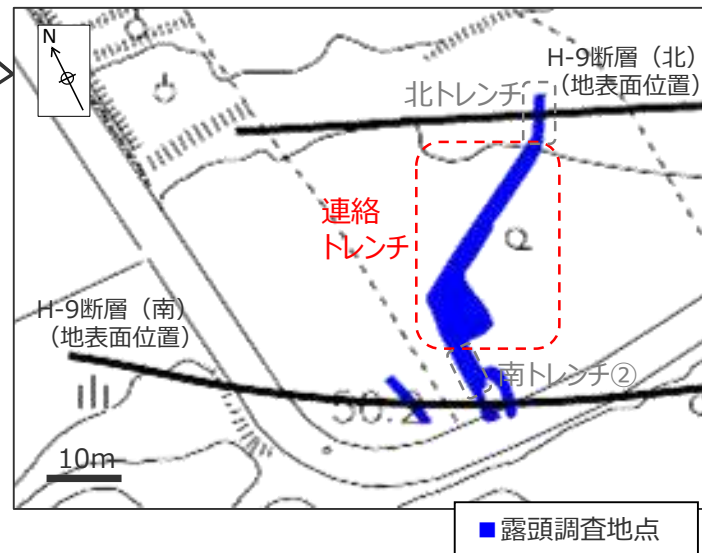 N
H-9断層（北）
（地表面位置）
北トレンチ
連絡
トレンチ
H-9断層（南）
（地表面位置）
南トレンチ②
50.2
10m
■露頭調査地点